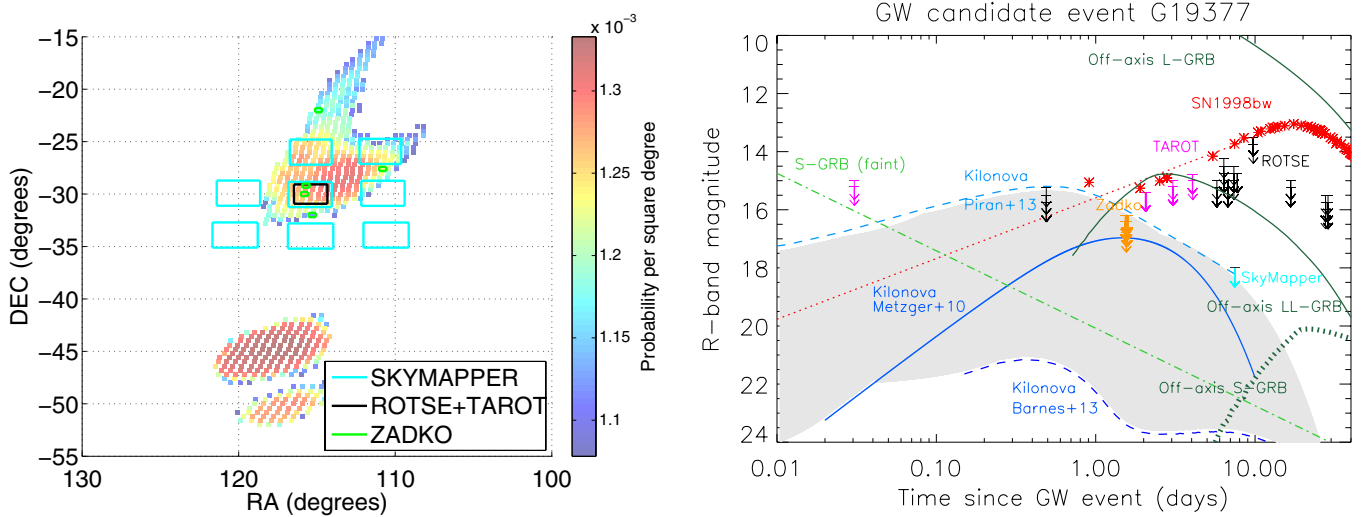 x 10⁻³
−15
−20
−25
−30
−35
−40
−45
−50
−55
130
120
110
100
DEC (degrees)
RA (degrees)
SKYMAPPER
ROTSE+TAROT
ZADKO
1.3
1.25
1.2
1.15
1.1
Probability per square degree
GW candidate event G19377
10
12
14
16
18
20
22
24
R-band magnitude
0.01
0.10
1.00
10.00
Time since GW event (days)
Off-axis L-GRB
SN1998bw
TAROT
ROTSE
S-GRB (faint)
Kilonova
Piran+13
Zadko
SkyMapper
Kilonova
Metzger+10
Off-axis LL-GRB
Off-axis S-GRB
Kilonova
Barnes+13